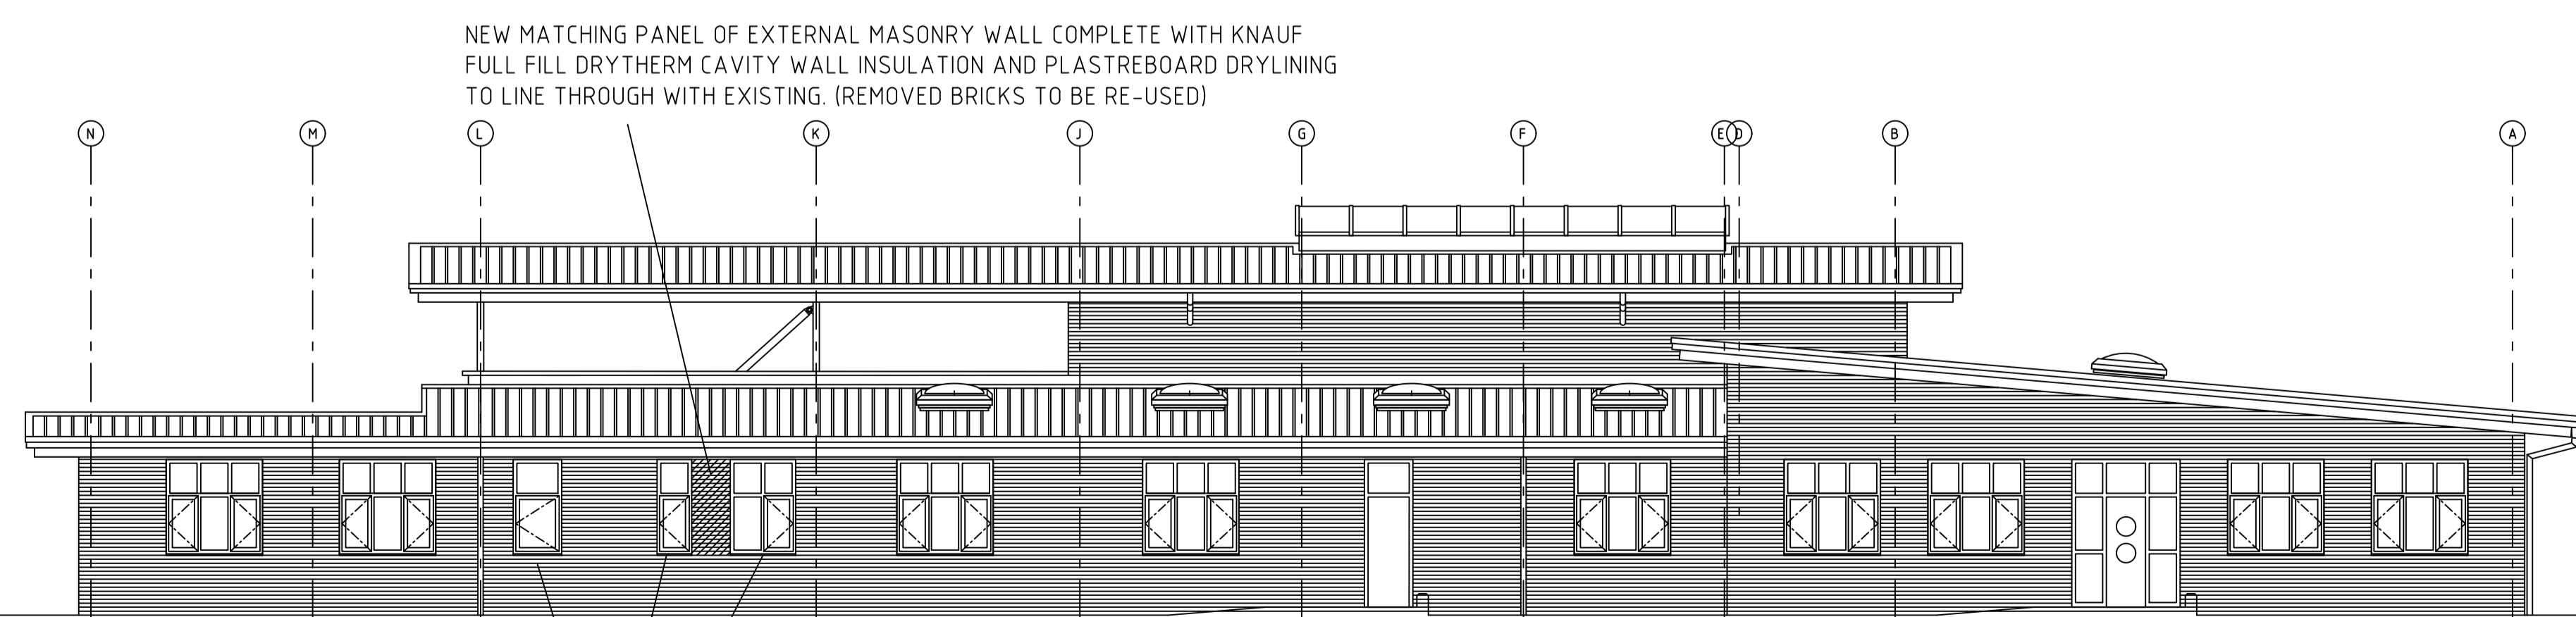 NEW MATCHING PANEL OF EXTERNAL MASONRY WALL COMPLETE WITH KNAUF
FULL FILL DRYTHERM CAVITY WALL INSULATION AND PLASTREBOARD DRYLINING
TO LINE THROUGH WITH EXISTING. (REMOVED BRICKS TO BE RE-USED)
N M L K J G F E D B A